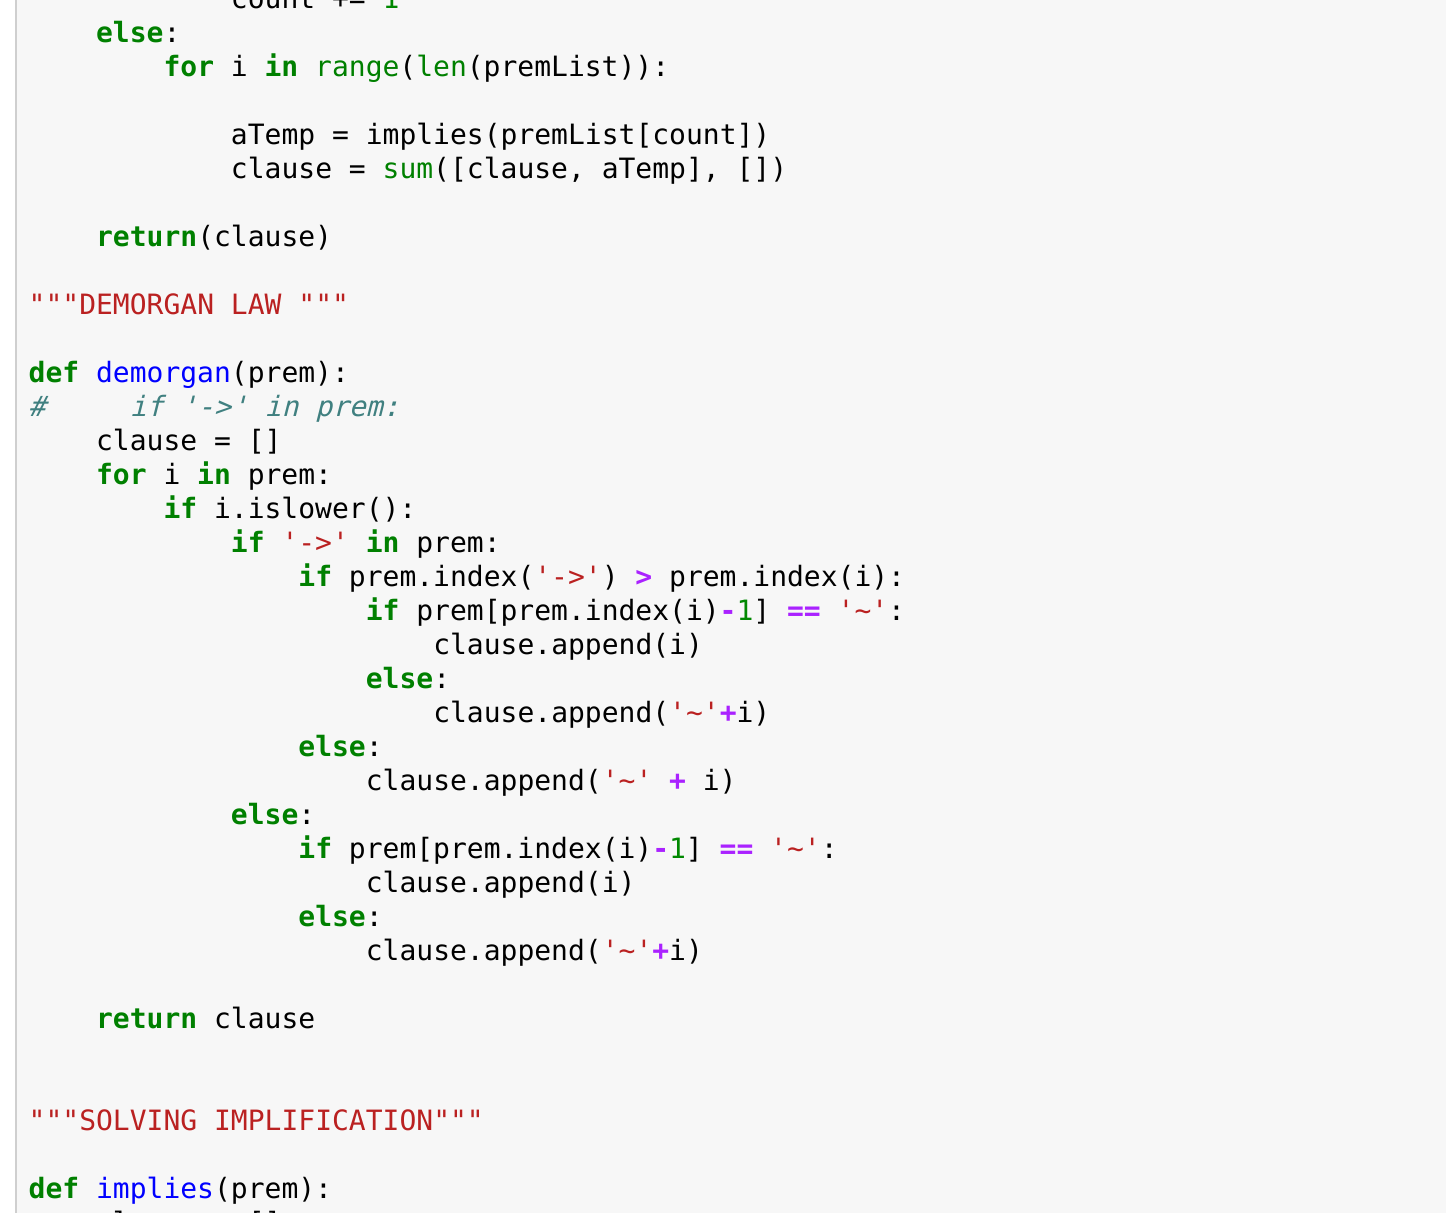 count += 1
    else:
        for i in range(len(premList)):

            aTemp = implies(premList[count])
            clause = sum([clause, aTemp], [])

    return(clause)

"""DEMORGAN LAW """

def demorgan(prem):
#     if '->' in prem:
    clause = []
    for i in prem:
        if i.islower():
            if '->' in prem:
                if prem.index('->') > prem.index(i):
                    if prem[prem.index(i)-1] == '~':
                        clause.append(i)
                    else:
                        clause.append('~'+i)
                else:
                    clause.append('~' + i)
            else:
                if prem[prem.index(i)-1] == '~':
                    clause.append(i)
                else:
                    clause.append('~'+i)

    return clause


"""SOLVING IMPLIFICATION"""

def implies(prem):